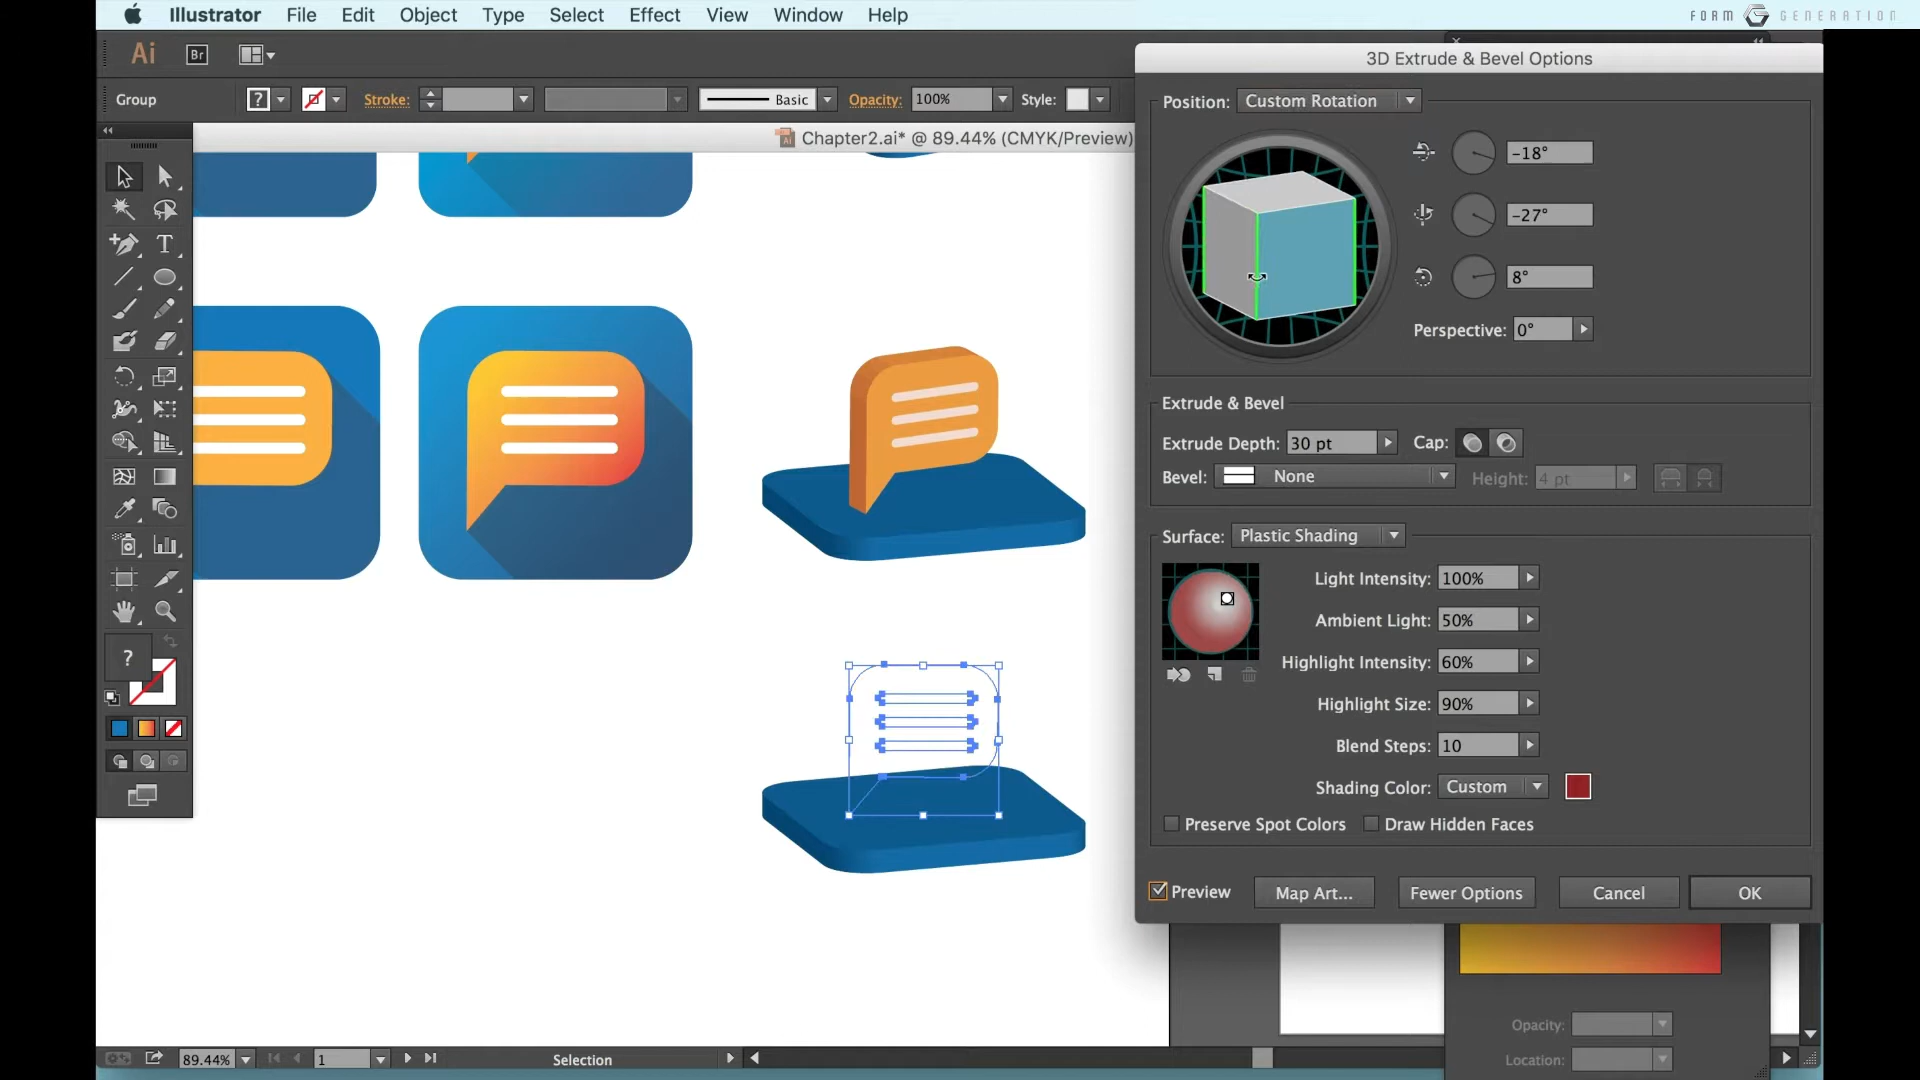 Illustrator File Edit Object Type Select Effect View Window Help
FORM GENERATION
Ai Br
3D Extrude & Bevel Options
Group ? Stroke: Basic Opacity: 100% Style:
Position: Custom Rotation
Chapter2.ai* @ 89.44% (CMYK/Preview)
-18°
-27°
8°
Perspective: 0°
Extrude & Bevel
Extrude Depth: 30 pt Cap:
Bevel: None Height: 4 pt
Surface: Plastic Shading
Light Intensity: 100%
Ambient Light: 50%
Highlight Intensity: 60%
Highlight Size: 90%
Blend Steps: 10
Shading Color: Custom
Preserve Spot Colors Draw Hidden Faces
Preview Map Art... Fewer Options Cancel OK
T
?
Opacity:
Location:
89.44% 1 Selection